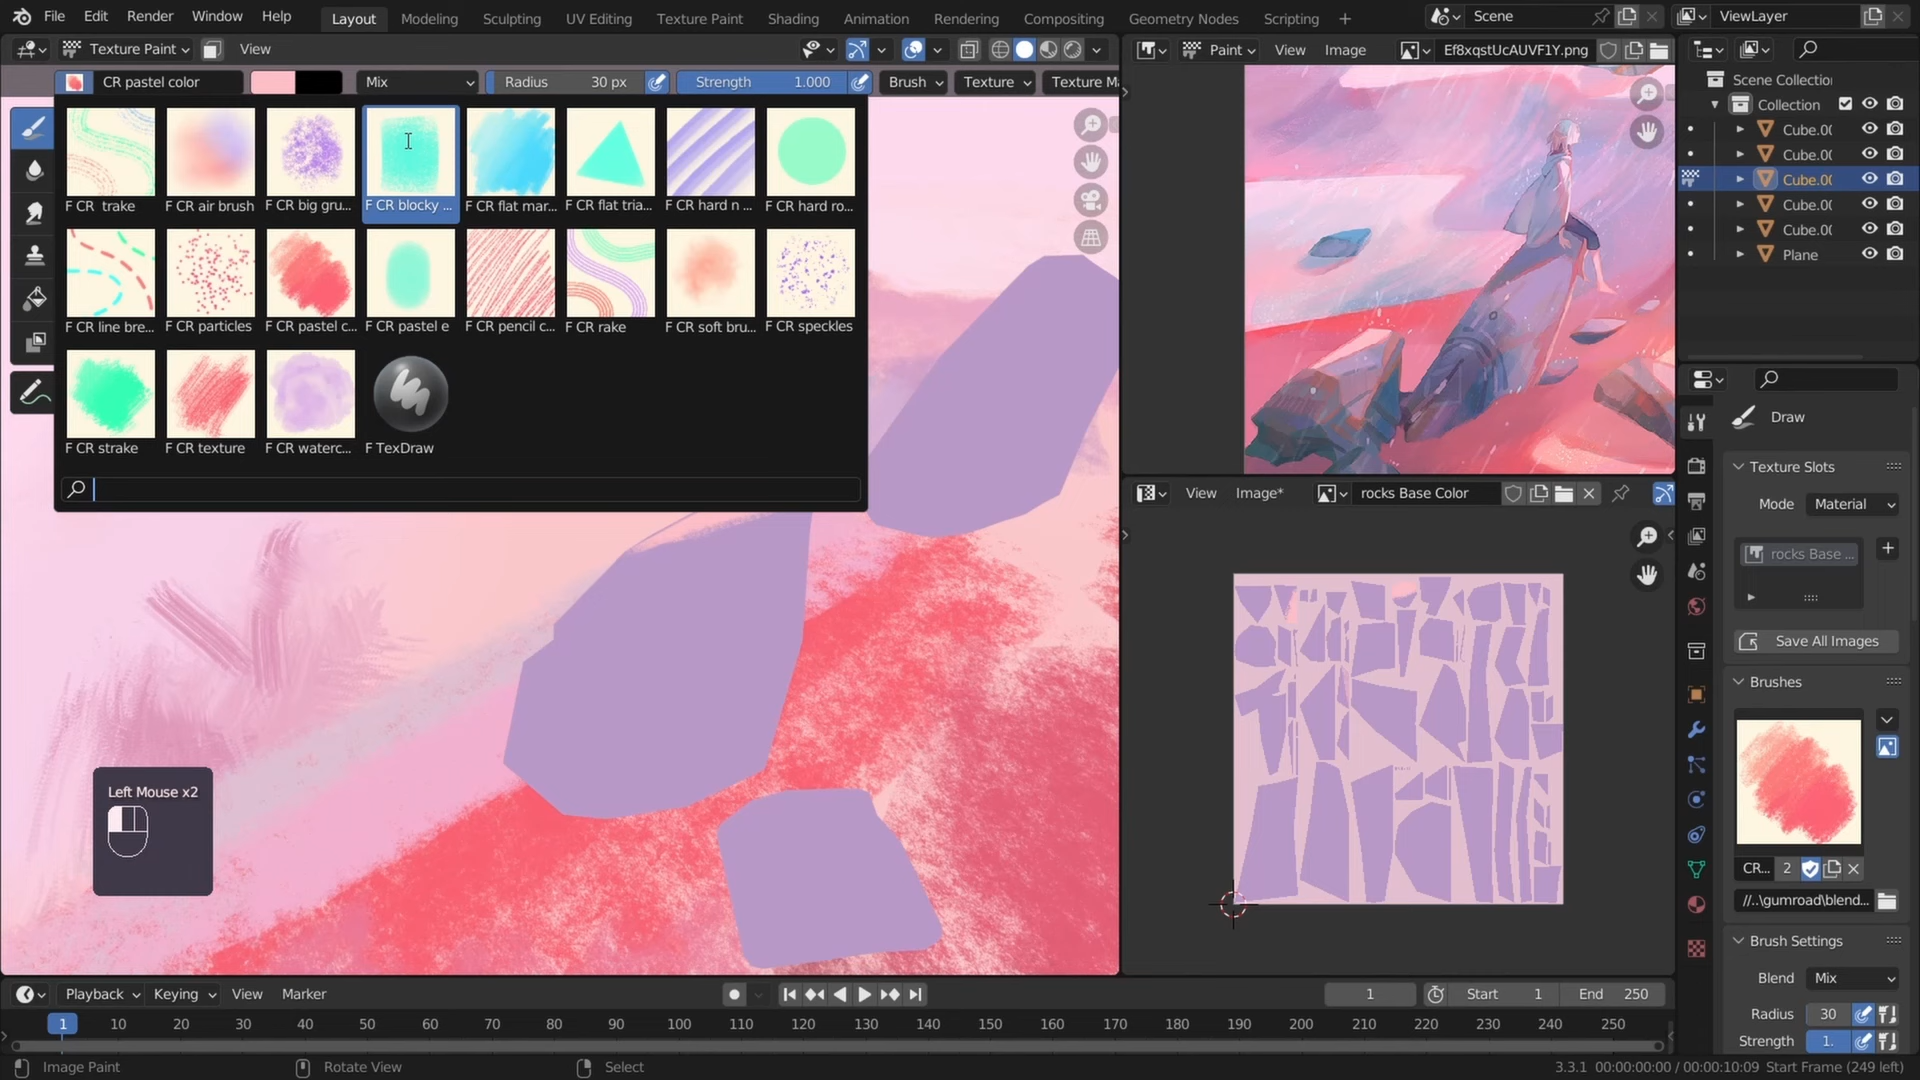 File Edit Render Window Help Layout Modeling Sculpting UV Editing Texture Paint Shading Animation Rendering Compositing Geometry Nodes Scripting + Scene ViewLayer
Texture Paint View
CR pastel color Mix Radius 30 px Strength 1.000 Brush Texture Texture Ma
F CR trake F CR air brush F CR big gru... F CR blocky ... F CR flat mar... F CR flat tria... F CR hard n ... F CR hard ro...
F CR line bre... F CR particles F CR pastel c... F CR pastel e F CR pencil c... F CR rake F CR soft bru... F CR speckles
F CR strake F CR texture F CR waterc... F TexDraw
Left Mouse x2
Paint View Image Ef8xqstUcAUVF1Y.png
View Image* rocks Base Color
Scene Collectio
Collection
Cube.0(
Cube.0(
Cube.0(
Cube.0(
Cube.0(
Plane
Draw
Texture Slots
Mode Material
rocks Base ...
Save All Images
Brushes
CR... 2
//..\gumroad\blend...
Brush Settings
Blend Mix
Radius 30
Strength 1.
Playback Keying View Marker 1 Start 1 End 250
1 10 20 30 40 50 60 70 80 90 100 110 120 130 140 150 160 170 180 190 200 210 220 230 240 250
Image Paint Rotate View Select 3.3.1 00:00:00:00 / 00:00:10:09 Start Frame (249 left)